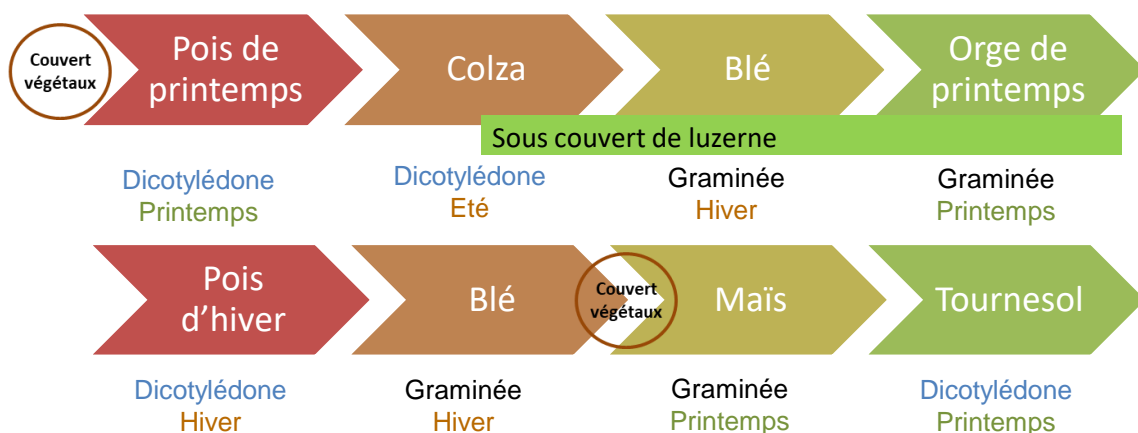 Couvert
végétaux
Pois de
printemps
Colza
Blé
Orge de
printemps
Sous couvert de luzerne
Dicotylédone
Printemps
Dicotylédone
Eté
Graminée
Hiver
Graminée
Printemps
Pois
d’hiver
Blé
Couvert
végétaux
Maïs
Tournesol
Dicotylédone
Hiver
Graminée
Hiver
Graminée
Printemps
Dicotylédone
Printemps